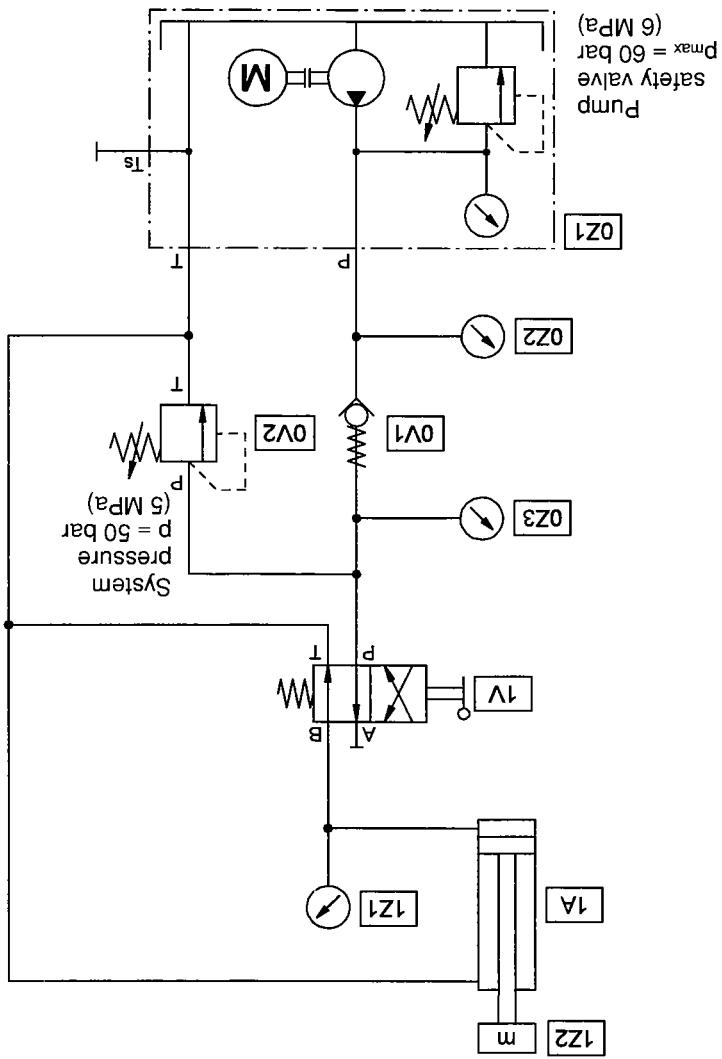 1Z2
m
1A
1Z1
A
B
1V
P
T
System
pressure
p = 50 bar
(5 MPa)
0Z3
P
0V1
0V2
T
0Z2
P
T
0Z1
Ts
Pump
safety valve
pmax = 60 bar
(6 MPa)
M